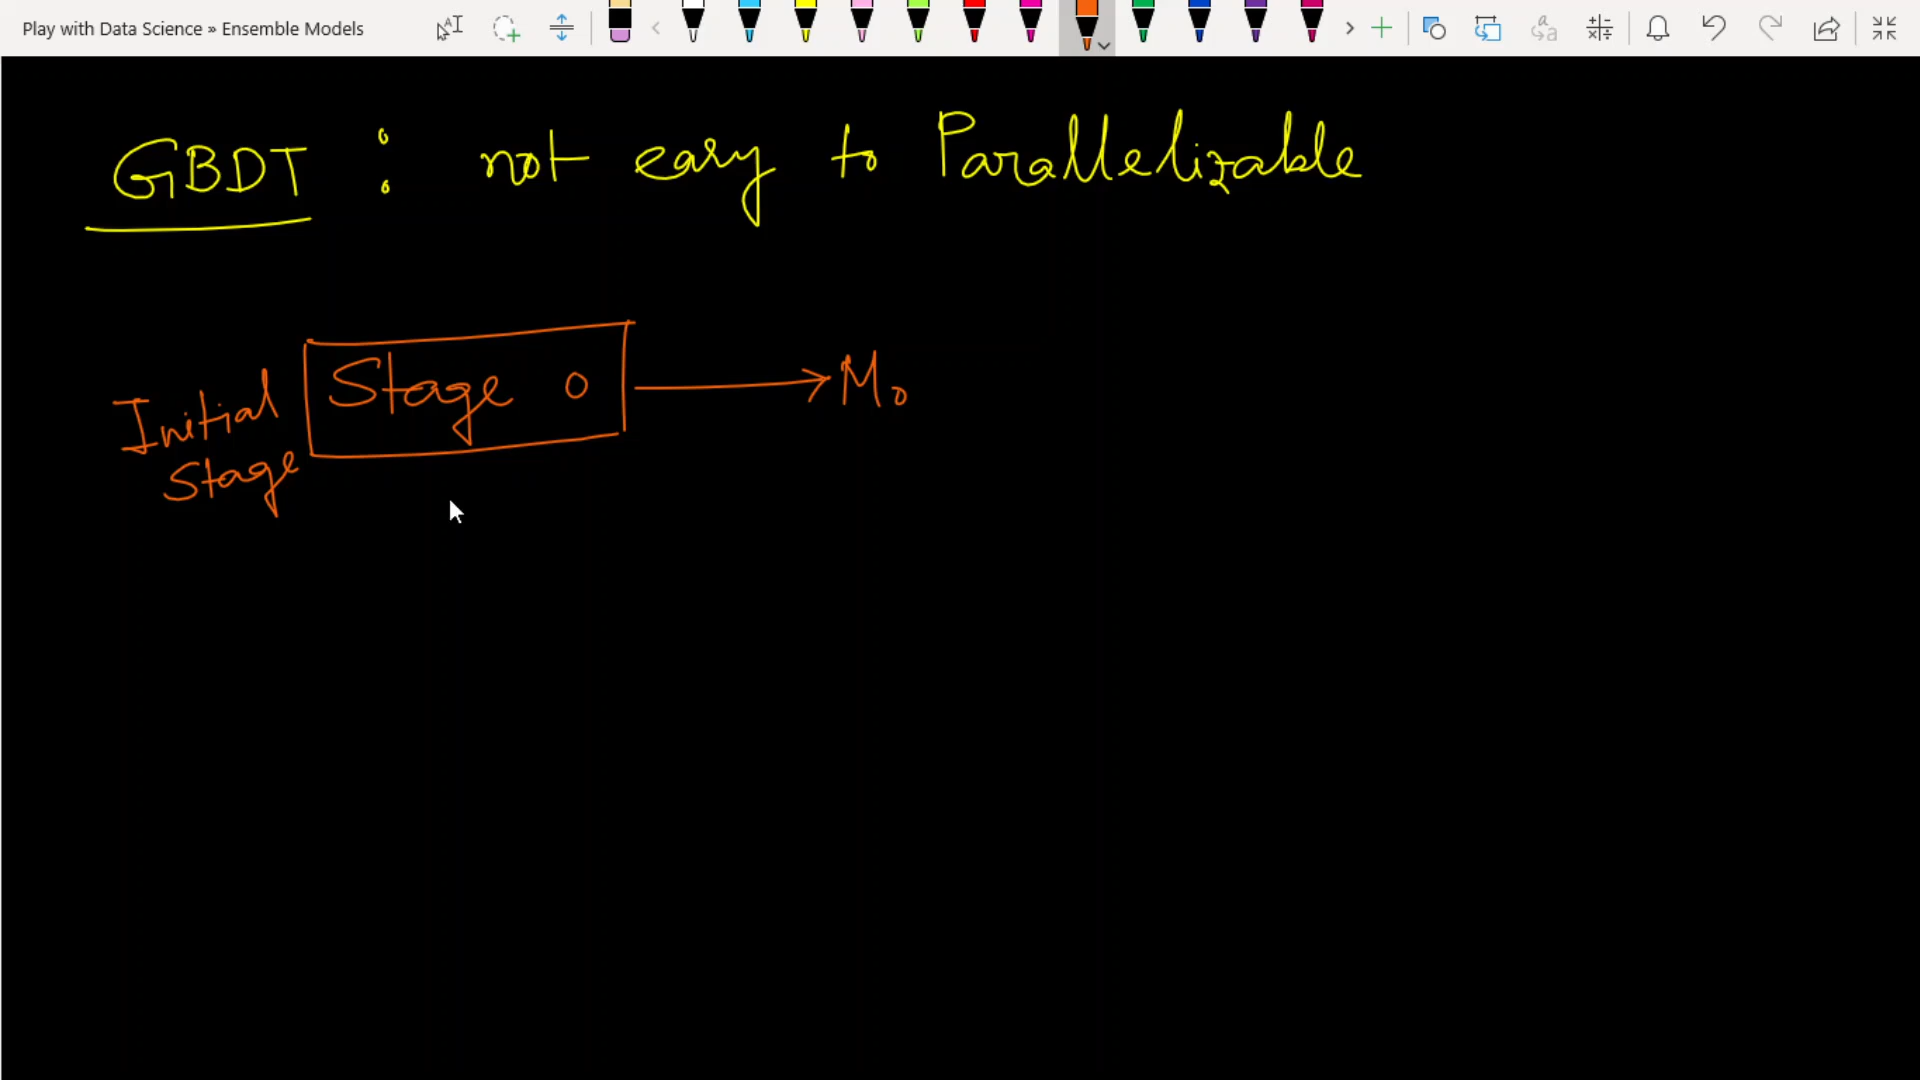 Play with Data Science » Ensemble Models
GBDT : not easy to Parallelizable
Initial Stage
Stage 0 → M₀